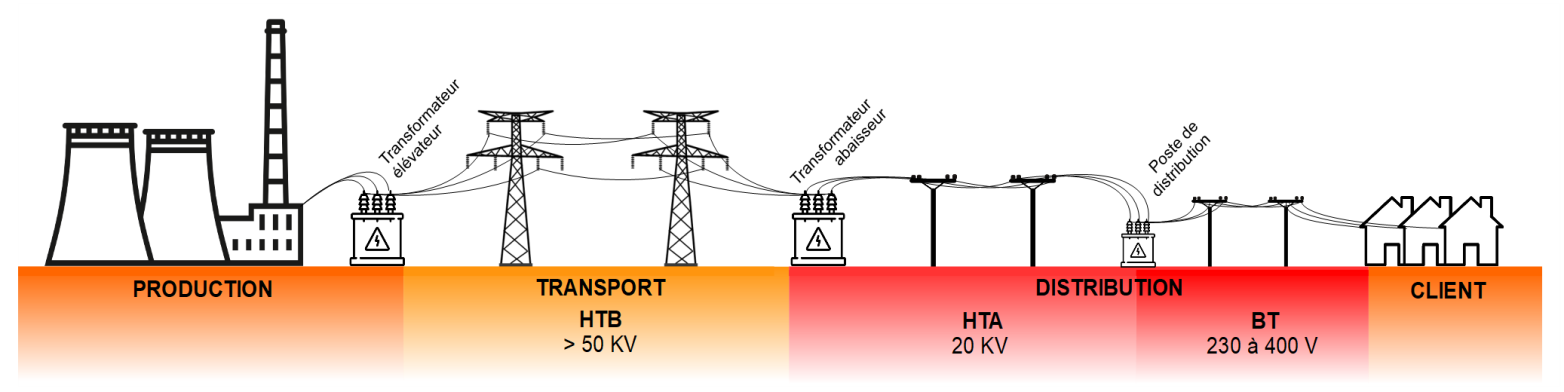 Transformateur
élévateur
Transformateur
abaisseur
Poste de
distribution
PRODUCTION
TRANSPORT
HTB
> 50 KV
DISTRIBUTION
HTA
20 KV
BT
230 à 400 V
CLIENT